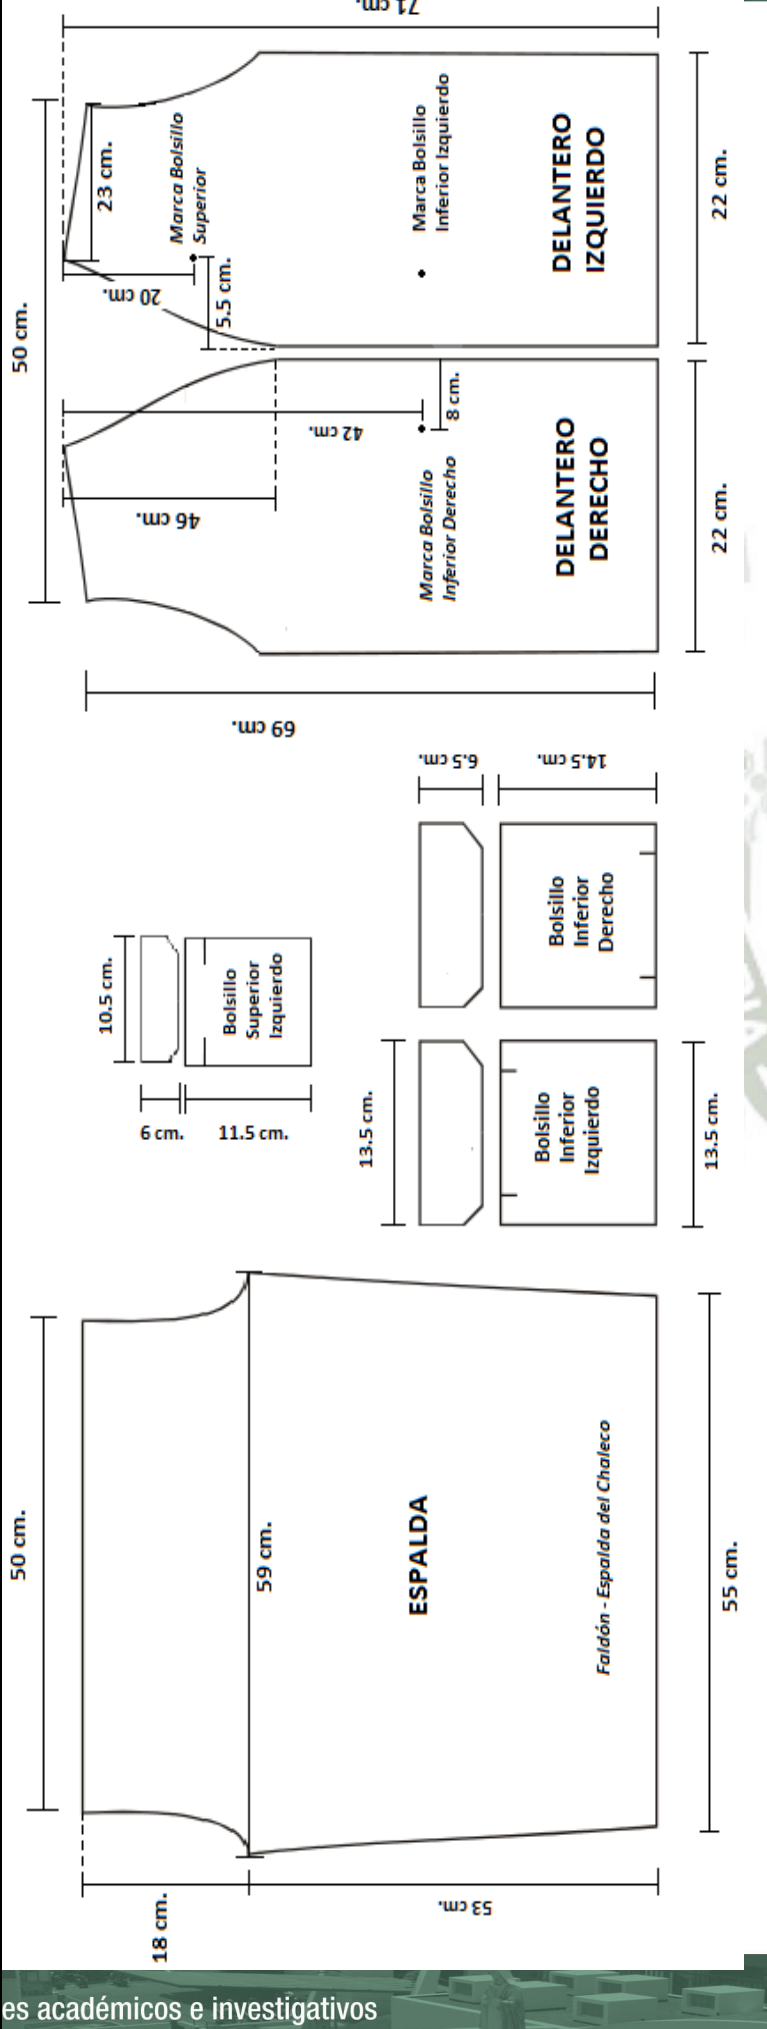 71 cm.
50 cm.
23 cm.
Marca Bolsillo
Superior
20 cm.
5.5 cm.
Marca Bolsillo
Inferior Izquierdo
DELANTERO
IZQUIERDO
22 cm.
42 cm.
8 cm.
46 cm.
Marca Bolsillo
Inferior Derecho
DELANTERO
DERECHO
22 cm.
69 cm.
6.5 cm.
14.5 cm.
10.5 cm.
Bolsillo
Superior
Izquierdo
6 cm.
11.5 cm.
Bolsillo
Inferior
Derecho
13.5 cm.
Bolsillo
Inferior
Izquierdo
13.5 cm.
50 cm.
59 cm.
ESPALDA
Faldón - Espalda del Chaleco
55 cm.
18 cm.
53 cm.
es académicos e investigativos